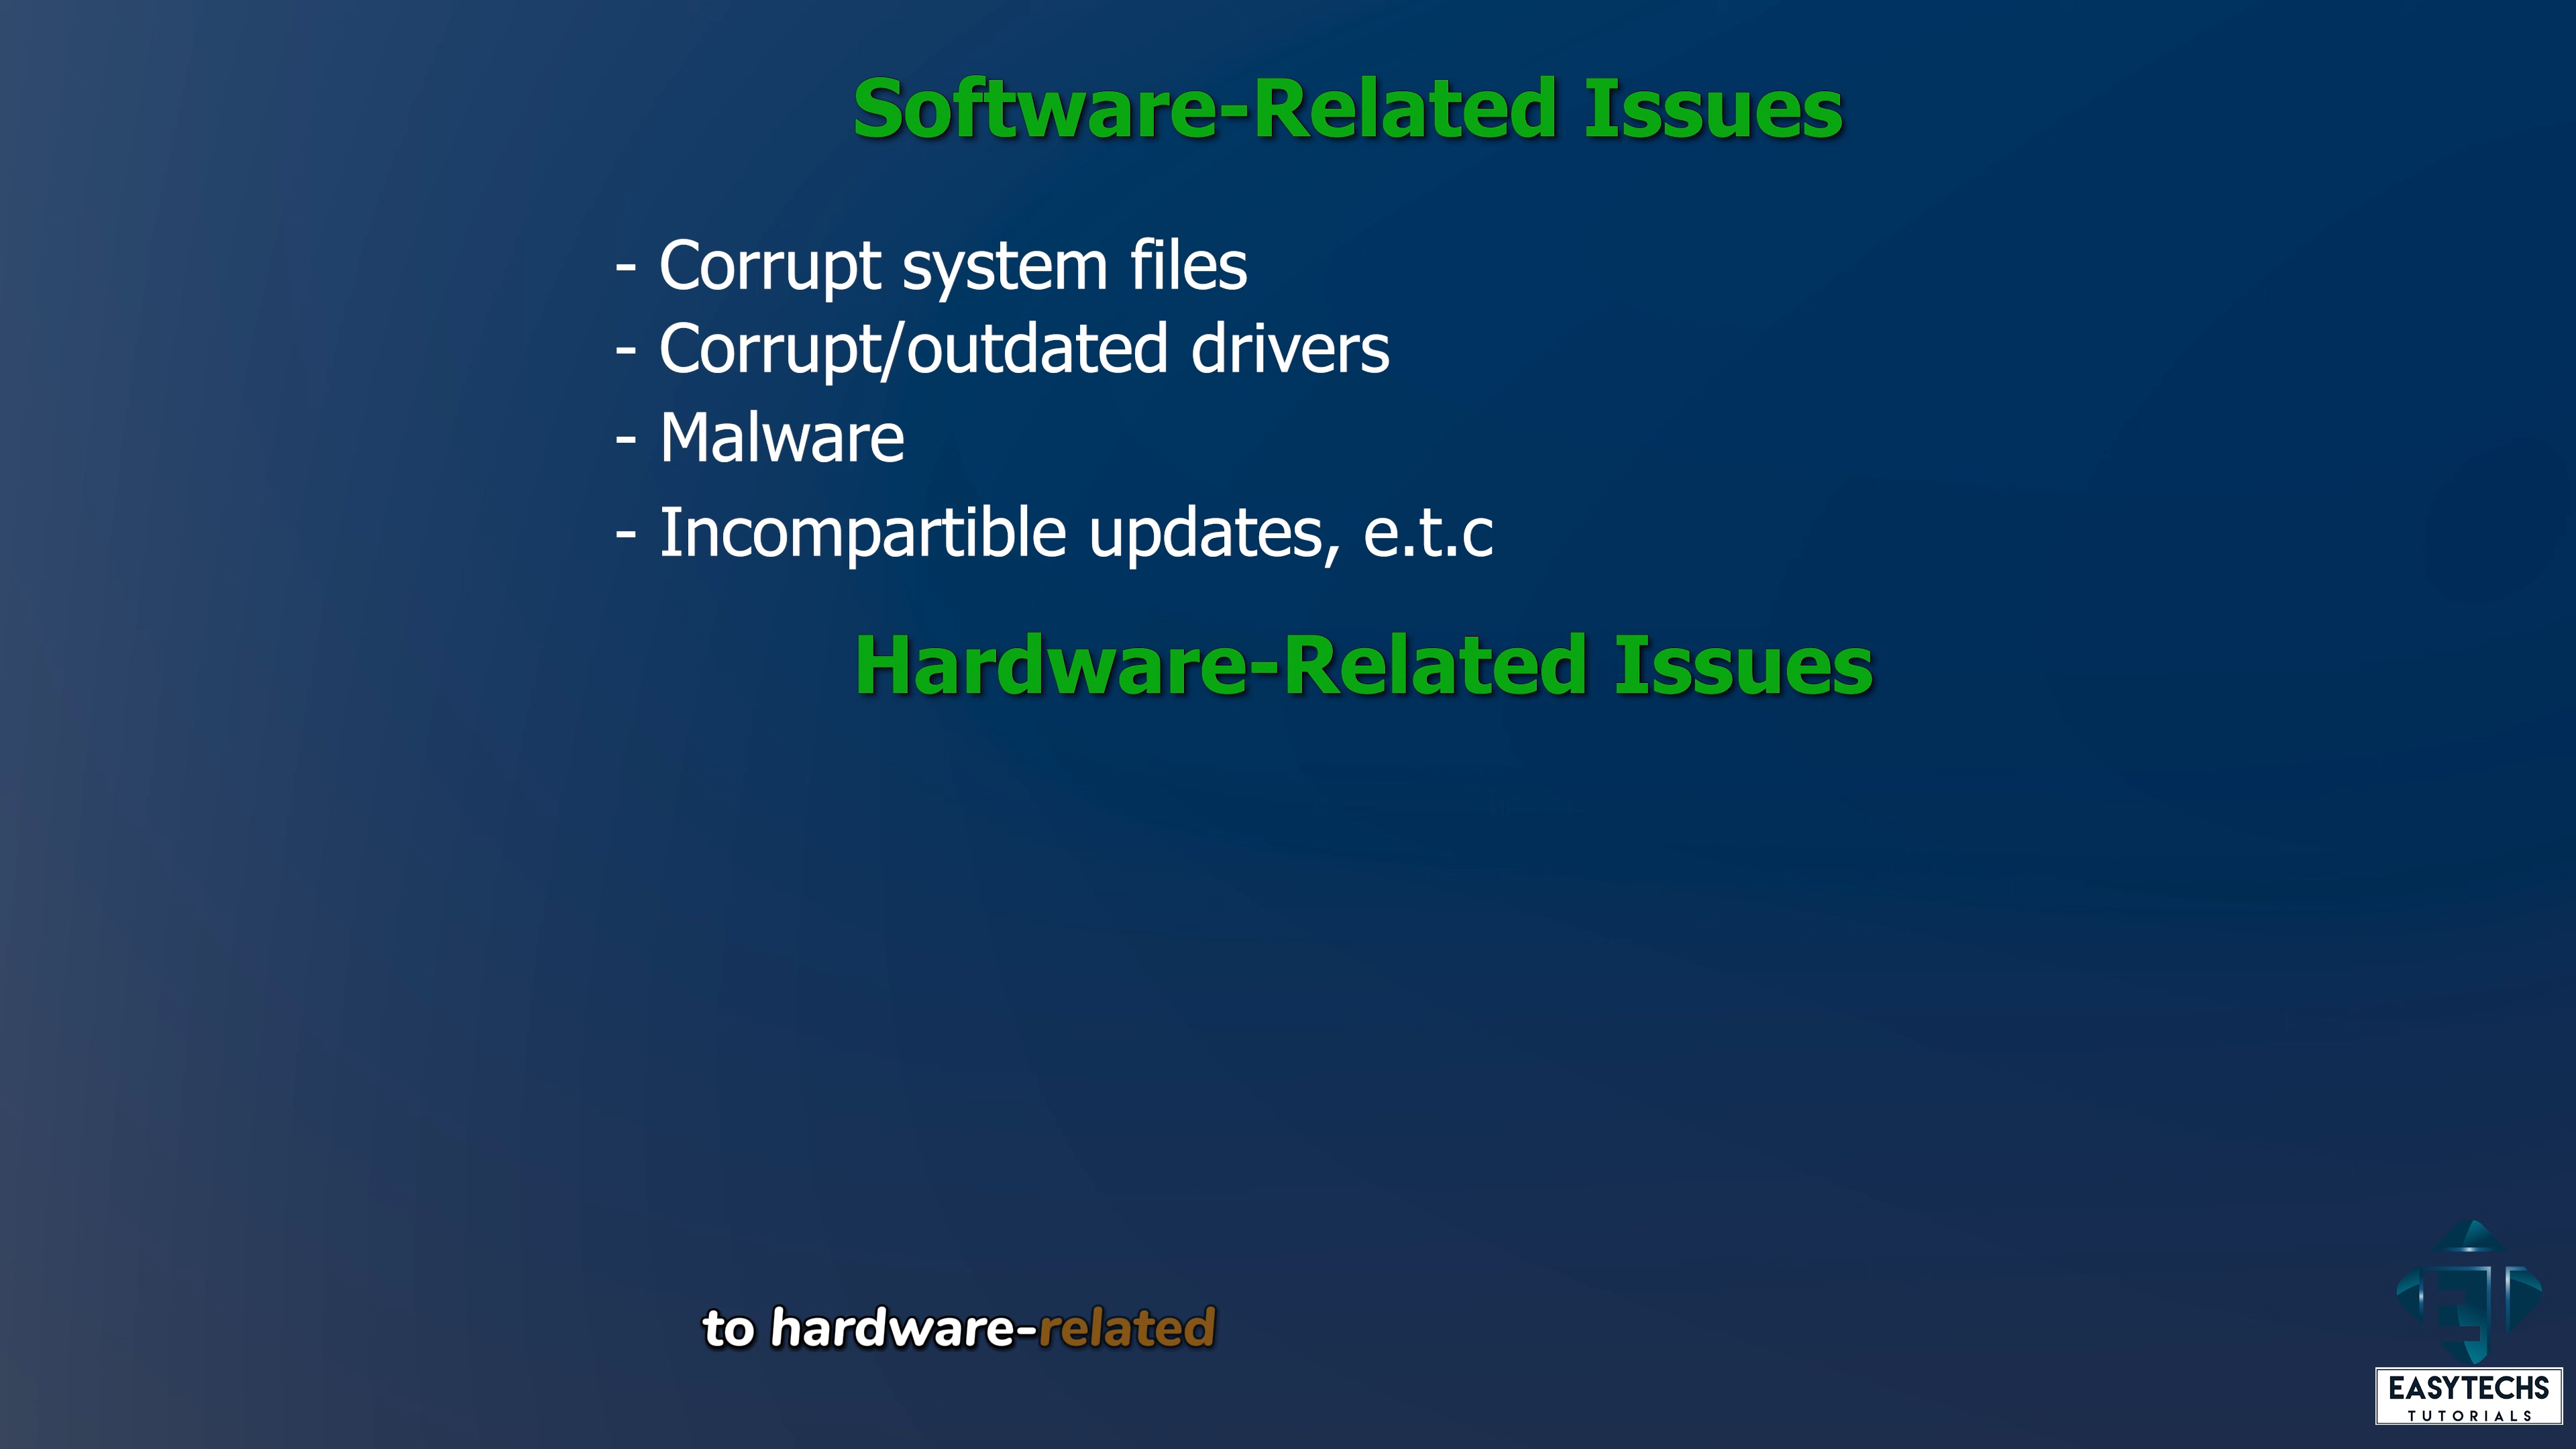 Software-Related Issues
- Corrupt system files
- Corrupt/outdated drivers
- Malware
- Incompartible updates, e.t.c
Hardware-Related Issues
to hardware-related
EASYTECHS
TUTORIALS